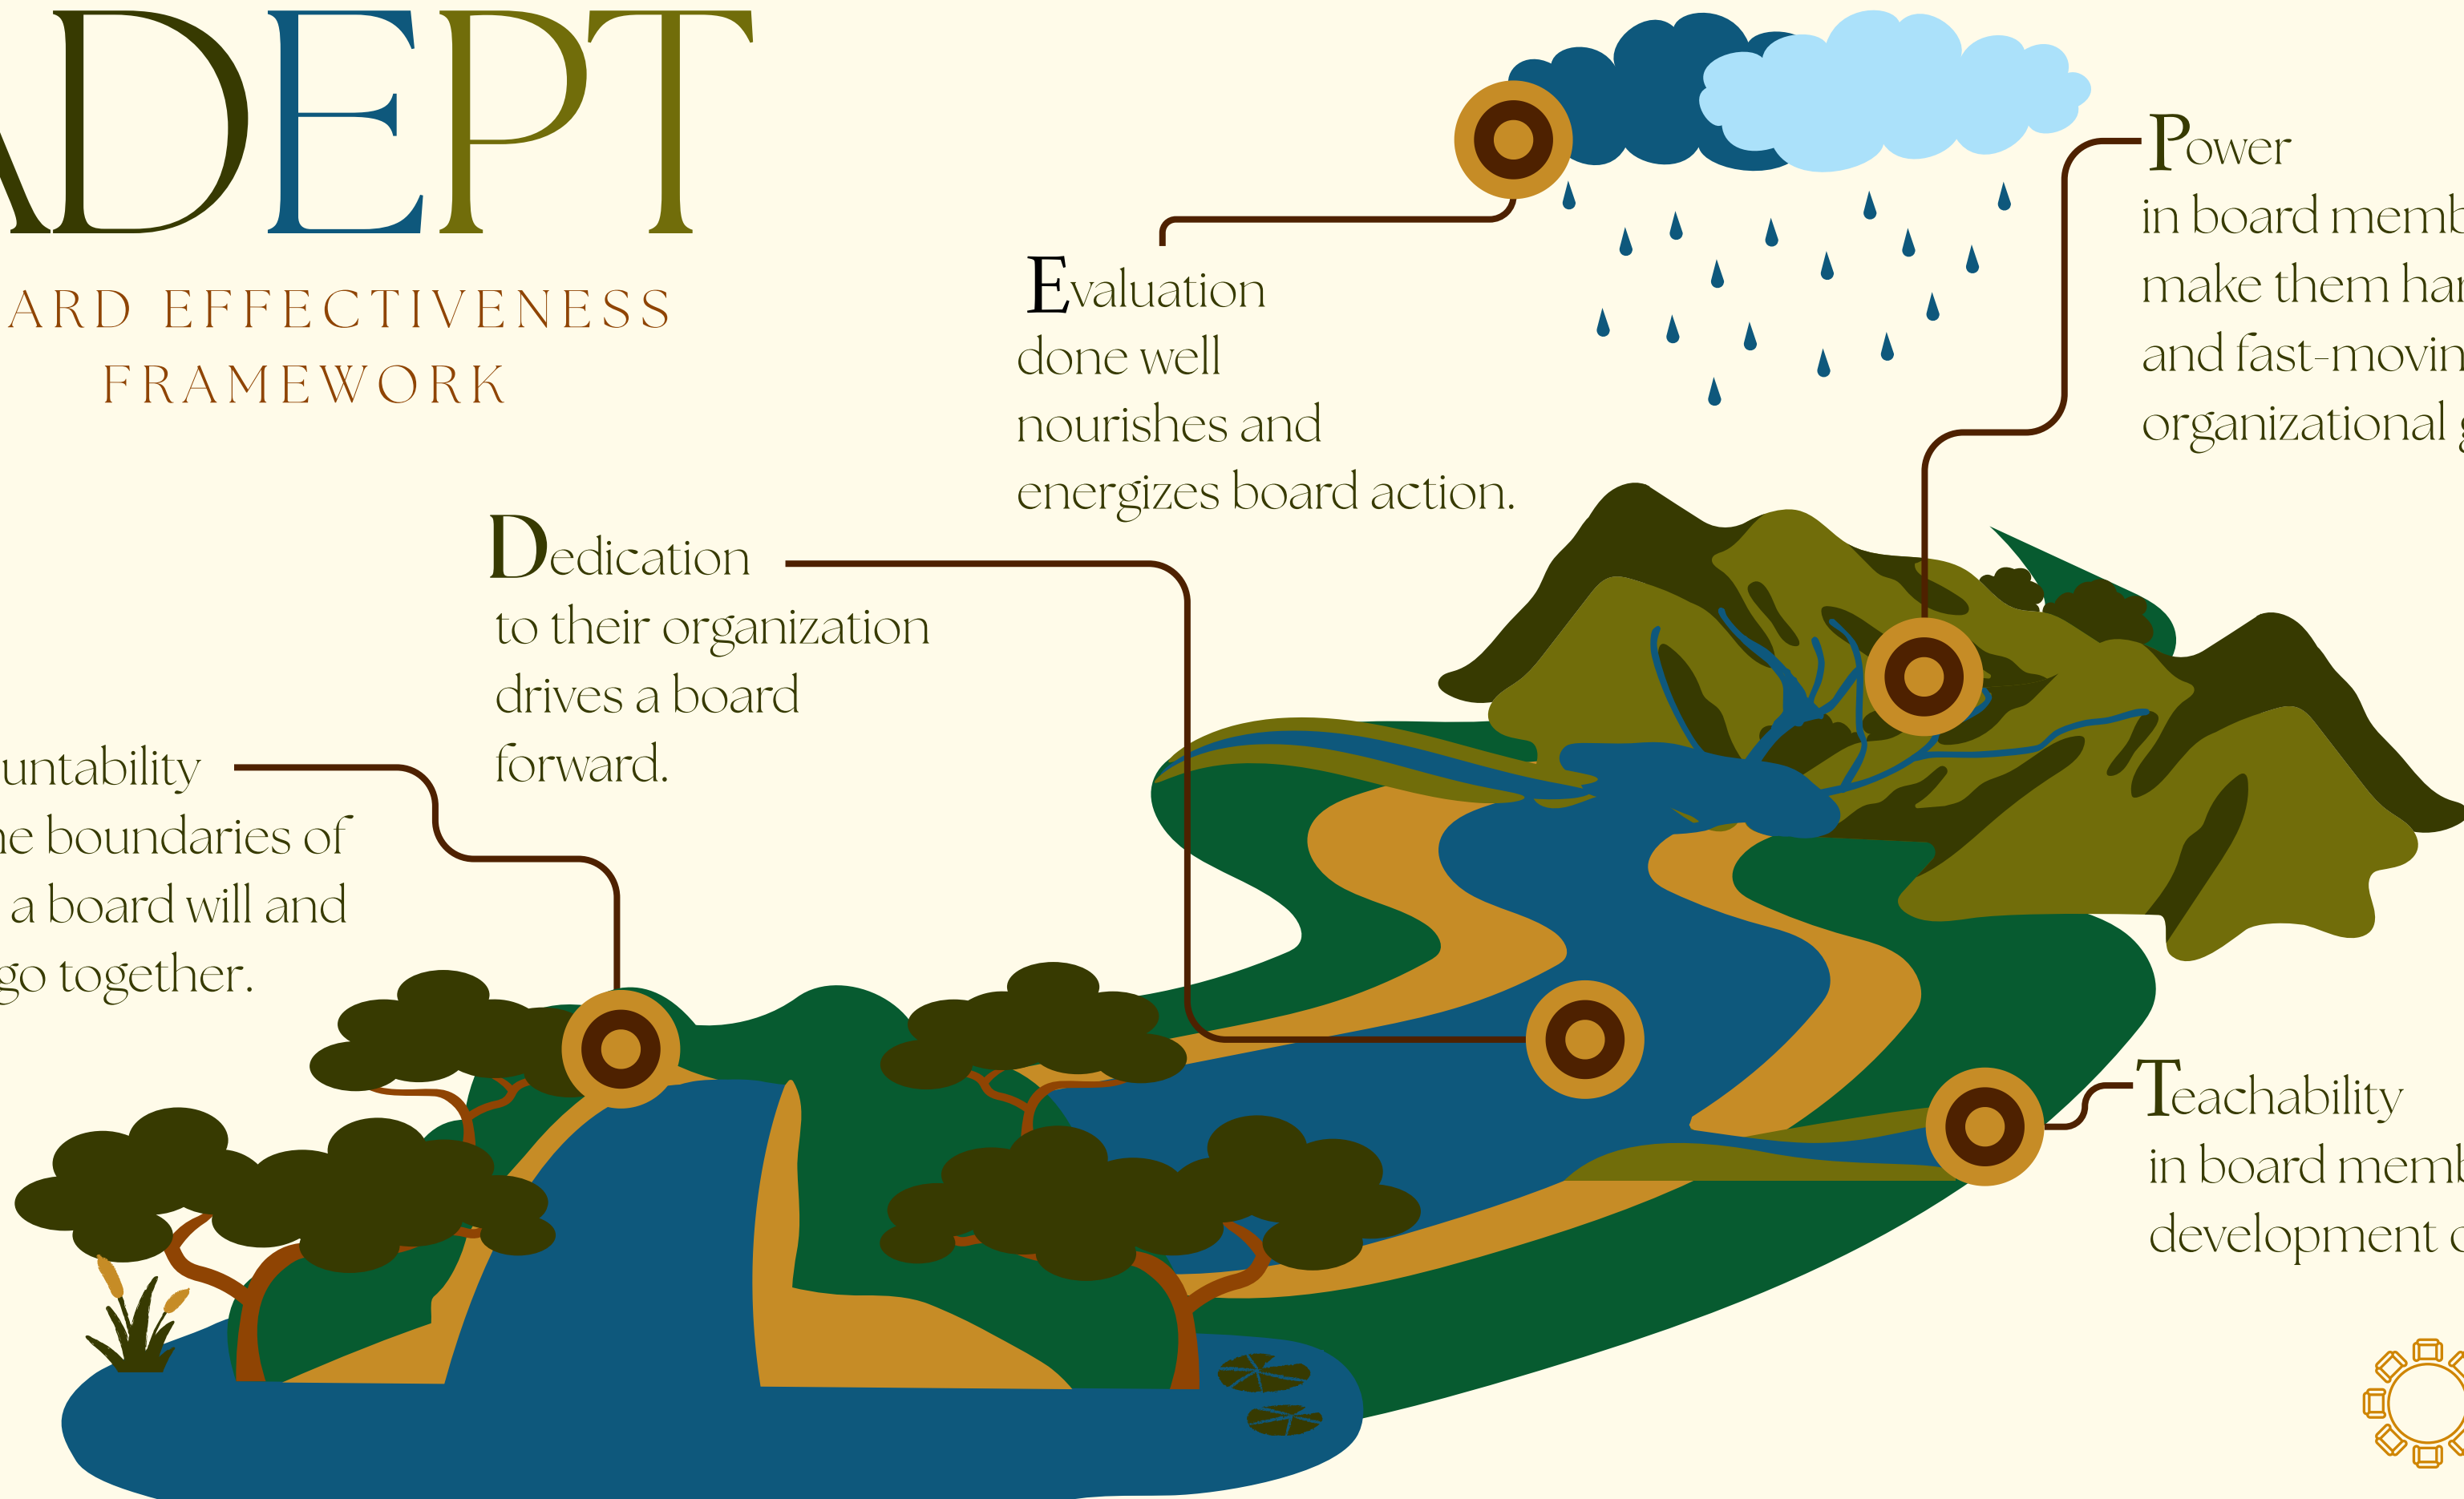 ADEPT
ARD EFFECTIVENESS
FRAMEWORK
Evaluation
done well
nourishes and
energizes board action.
Power
in board memb
make them har
and fast-movin
organizational g
Dedication
to their organization
drives a board
forward.
untability
he boundaries of
a board will and
go together.
Teachability
in board memb
development o